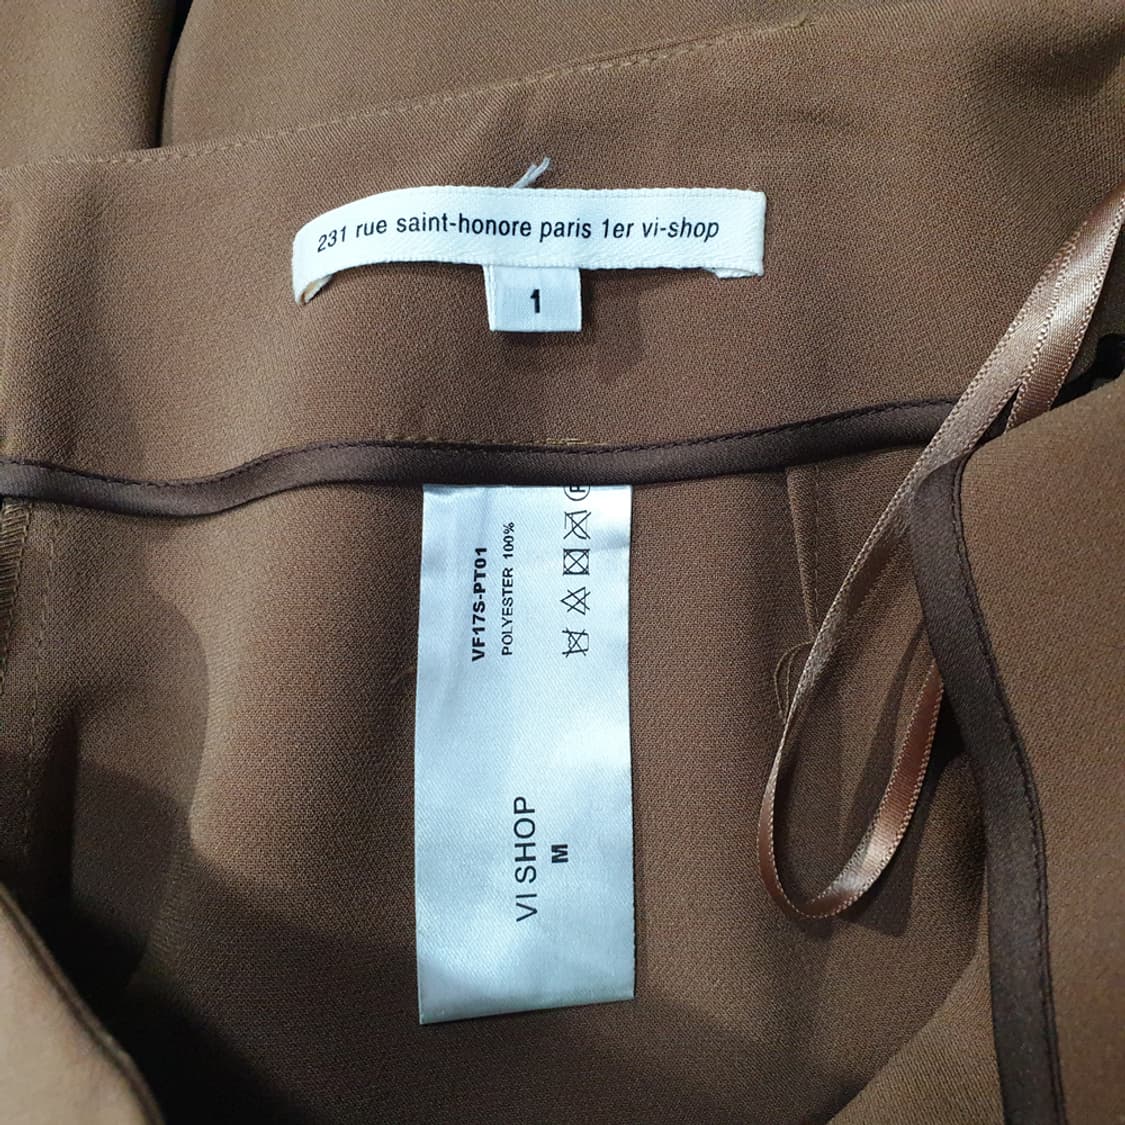 231 rue saint-honore paris 1er vi-shop
1
VF17S-PT01
POLYESTER 100%
P
VI SHOP
M